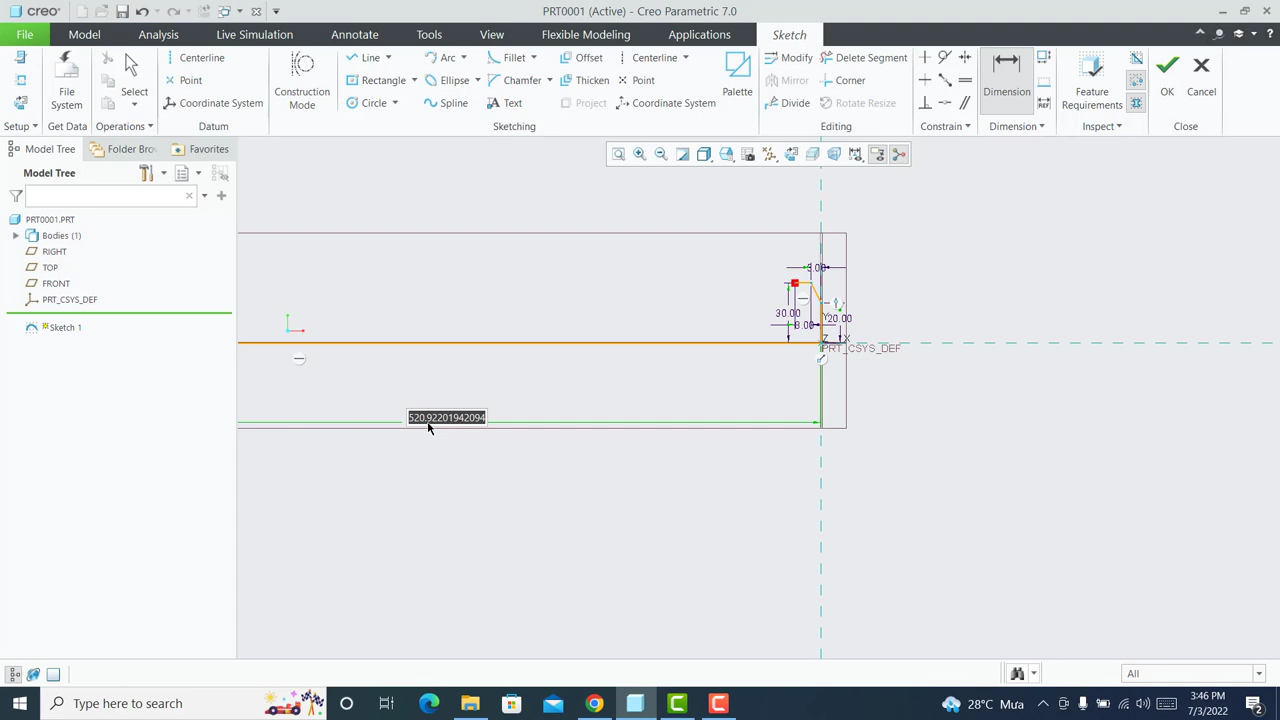 creo
PRT0001 (Active) - Creo Parametric 7.0
File
Model
Analysis
Live Simulation
Annotate
Tools
View
Flexible Modeling
Applications
Sketch
File System
Select
Centerline
Point
Coordinate System
Construction Mode
Line
Arc
Fillet
Offset
Centerline
Rectangle
Ellipse
Chamfer
Thicken
Point
Circle
Spline
Text
Project
Coordinate System
Palette
Modify
Delete Segment
Mirror
Corner
Divide
Rotate Resize
Dimension
Feature Requirements
OK
Cancel
Setup
Get Data
Operations
Datum
Sketching
Editing
Constrain
Dimension
Inspect
Close
Model Tree
Folder Brov
Favorites
Model Tree
PRT0001.PRT
Bodies (1)
RIGHT
TOP
FRONT
PRT_CSYS_DEF
Sketch 1
30.00
20.00
Y
Z
X
PRT_CSYS_DEF
520.92201942094
All
Type here to search
28°C Mưa
3:46 PM
7/3/2022